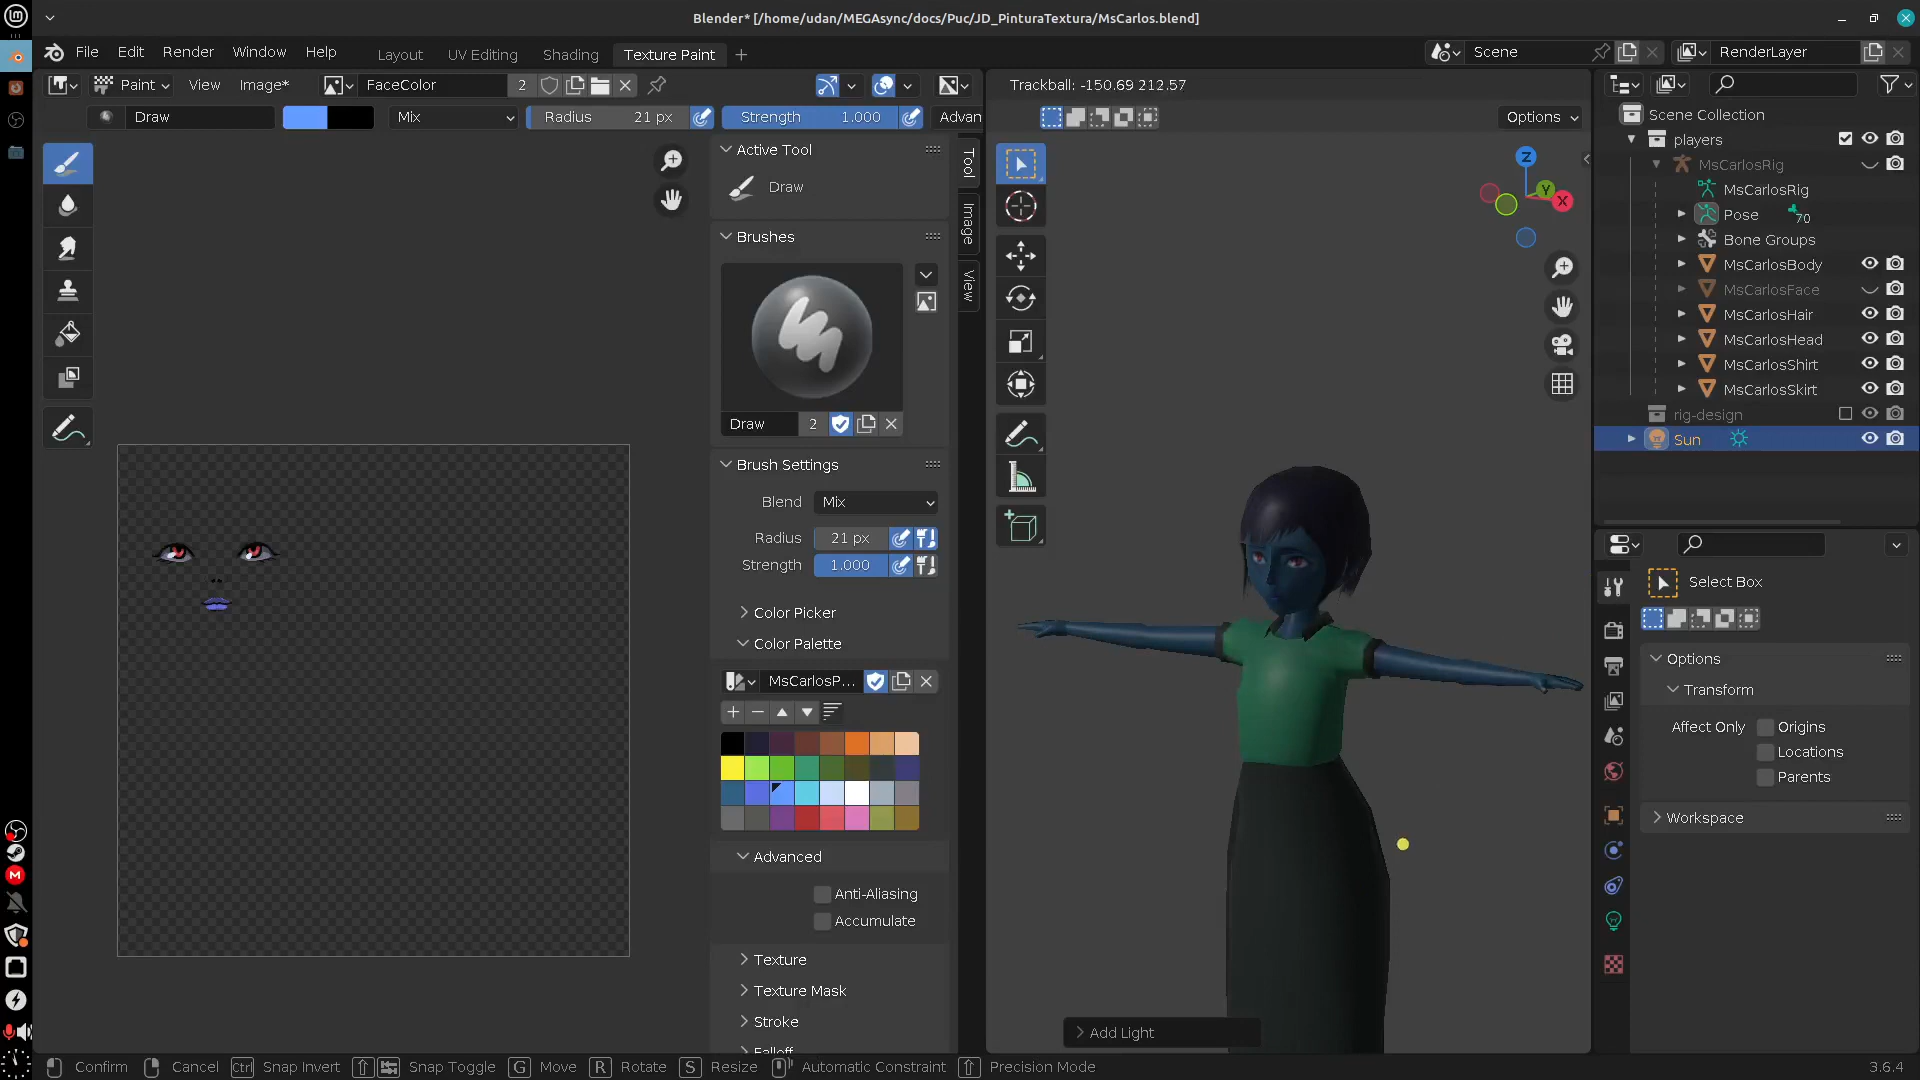 Blender* [/home/udan/MEGAsync/docs/Puc/JD_PinturaTextura/MsCarlos.blend]
File Edit Render Window Help Layout UV Editing Shading Texture Paint + Scene RenderLayer
Paint View Image* FaceColor 2
Draw Mix Radius 21 px Strength 1.000 Advan
Active Tool
Draw
Brushes
Draw 2
Brush Settings
Blend Mix
Radius 21 px
Strength 1.000
Color Picker
Color Palette
MsCarlosP...
Advanced
Anti-Aliasing
Accumulate
Texture
Texture Mask
Stroke
Falloff
Tool
Image
View
Trackball: -150.69 212.57
Options
Z
Y
X
Add Light
Scene Collection
players
MsCarlosRig
MsCarlosRig
Pose 70
Bone Groups
MsCarlosBody
MsCarlosFace
MsCarlosHair
MsCarlosHead
MsCarlosShirt
MsCarlosSkirt
rig-design
Sun
Select Box
Options
Transform
Affect Only Origins
Locations
Parents
Workspace
Confirm Cancel Ctrl Snap Invert Snap Toggle G Move R Rotate S Resize Automatic Constraint Precision Mode 3.6.4